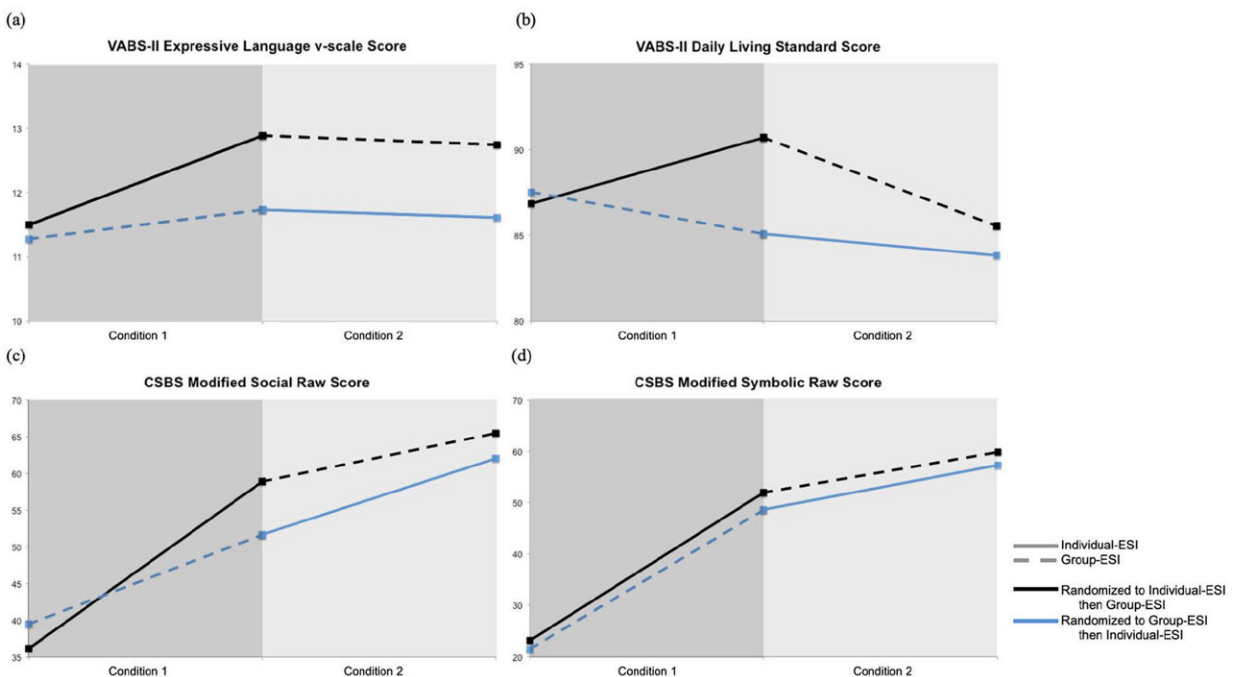 (a)
VABS-II Expressive Language v-scale Score
14
13
12
11
10
Condition 1
Condition 2
(b)
VABS-II Daily Living Standard Score
95
90
85
80
Condition 1
Condition 2
(c)
CSBS Modified Social Raw Score
70
65
60
55
50
45
40
35
Condition 1
Condition 2
(d)
CSBS Modified Symbolic Raw Score
70
60
50
40
30
20
Condition 1
Condition 2
Individual-ESI
Group-ESI
Randomized to Individual-ESI
then Group-ESI
Randomized to Group-ESI
then Individual-ESI